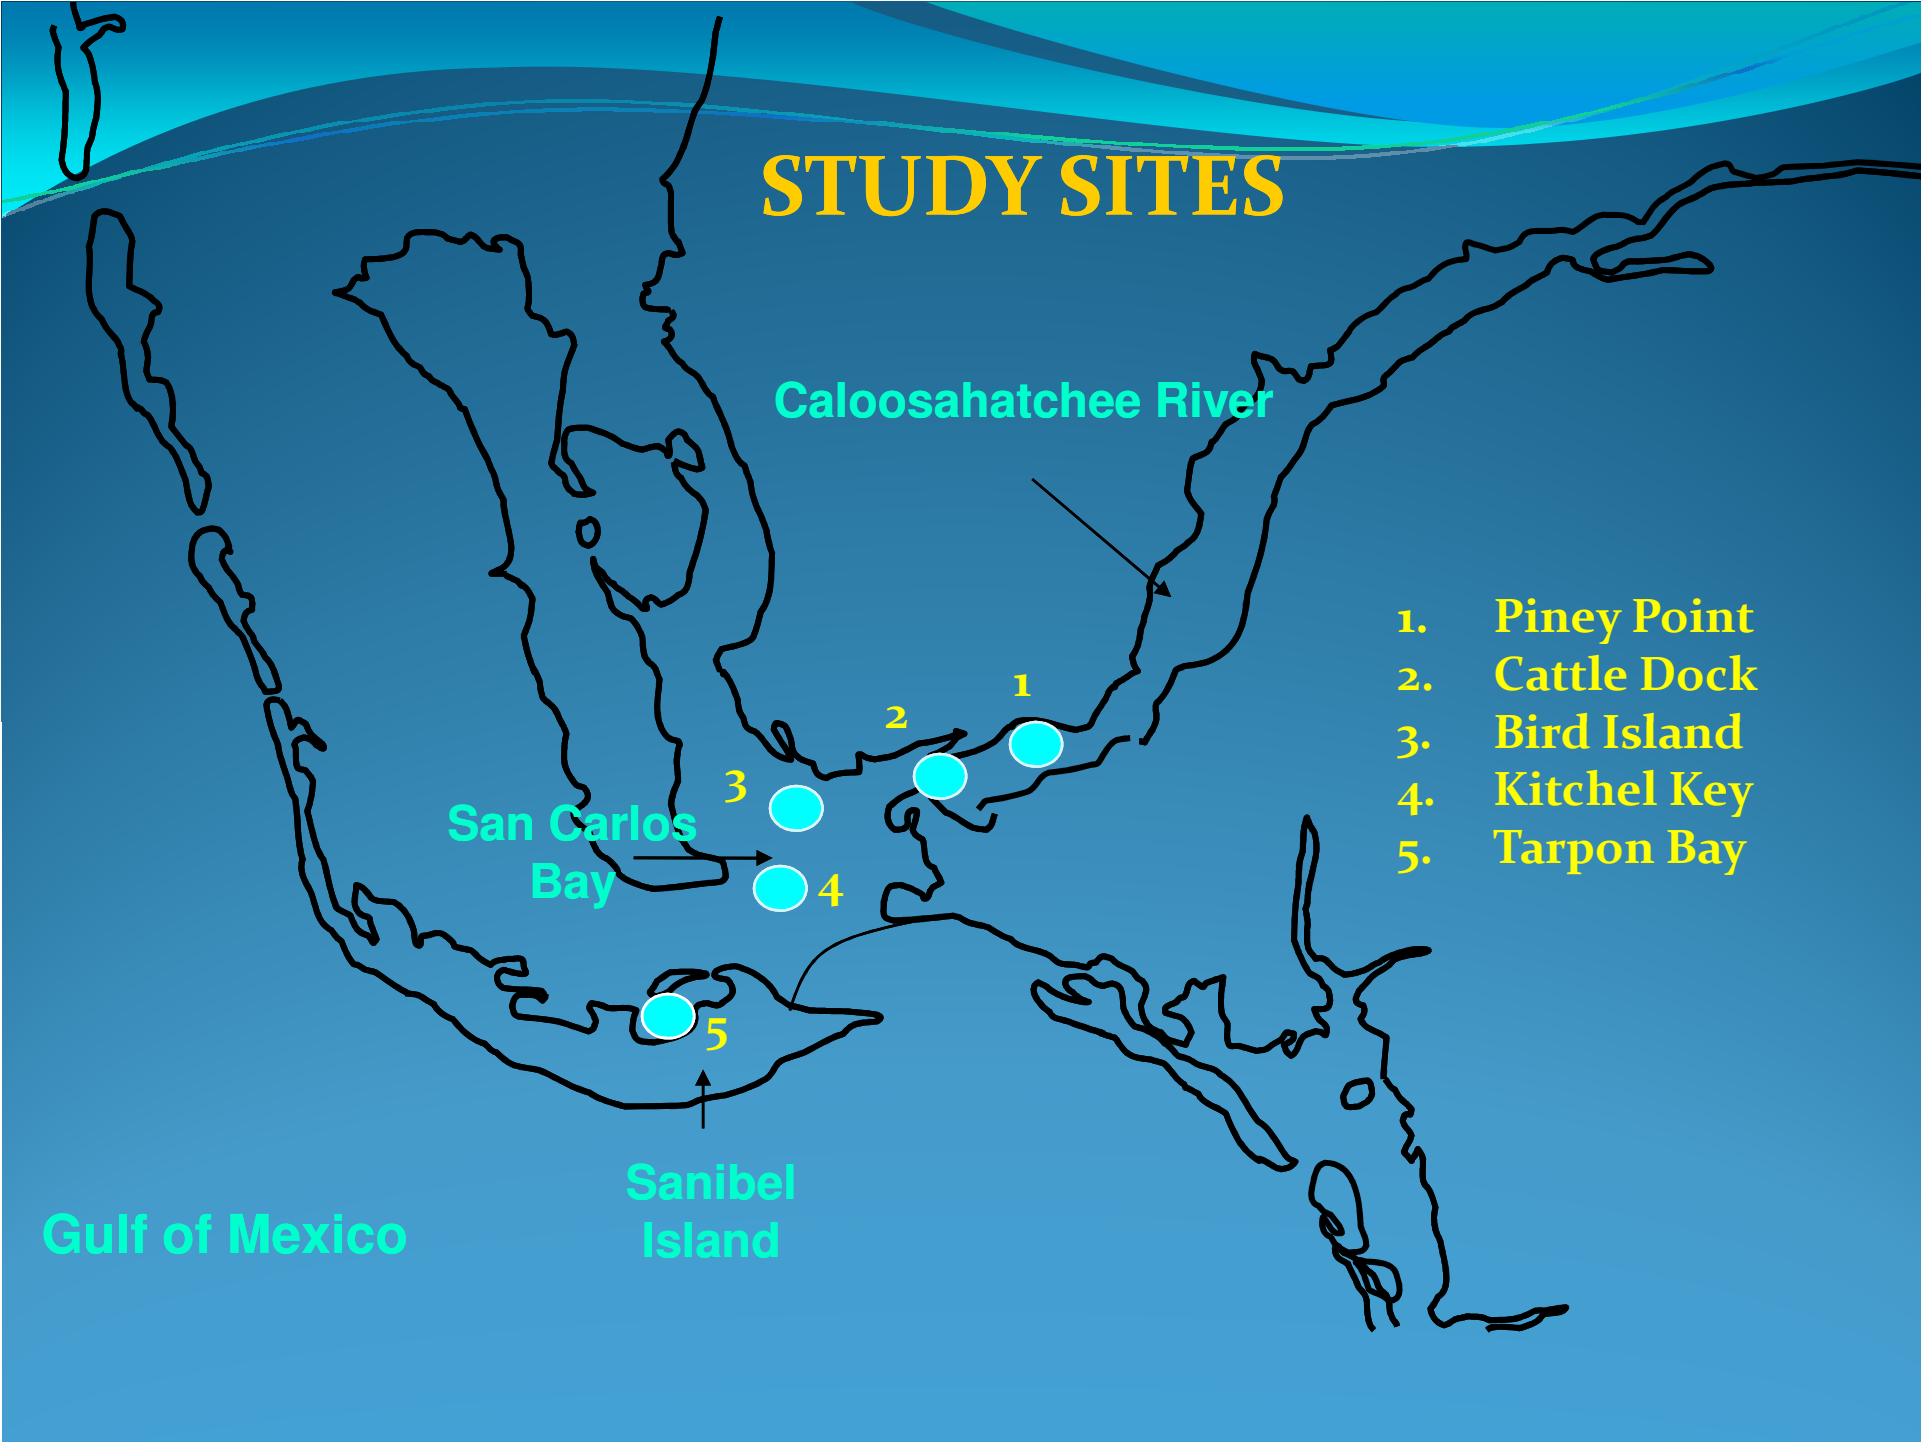 STUDY SITES
Caloosahatchee River
1. Piney Point
2. Cattle Dock
3. Bird Island
4. Kitchel Key
5. Tarpon Bay
1
2
3
San Carlos
Bay
4
5
Sanibel
Island
Gulf of Mexico